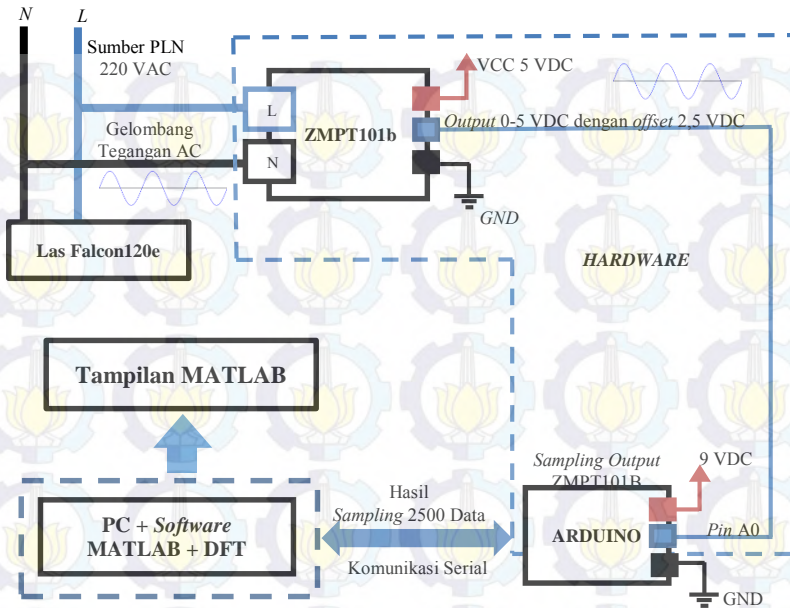 N
L
Sumber PLN
220 VAC
VCC 5 VDC
L
ZMPT101b
Output 0-5 VDC dengan offset 2,5 VDC
Gelombang
Tegangan AC
N
GND
Las Falcon120e
HARDWARE
Tampilan MATLAB
Sampling Output
ZMPT101B
9 VDC
Hasil
Sampling 2500 Data
PC + Software
MATLAB + DFT
ARDUINO
Pin A0
Komunikasi Serial
GND